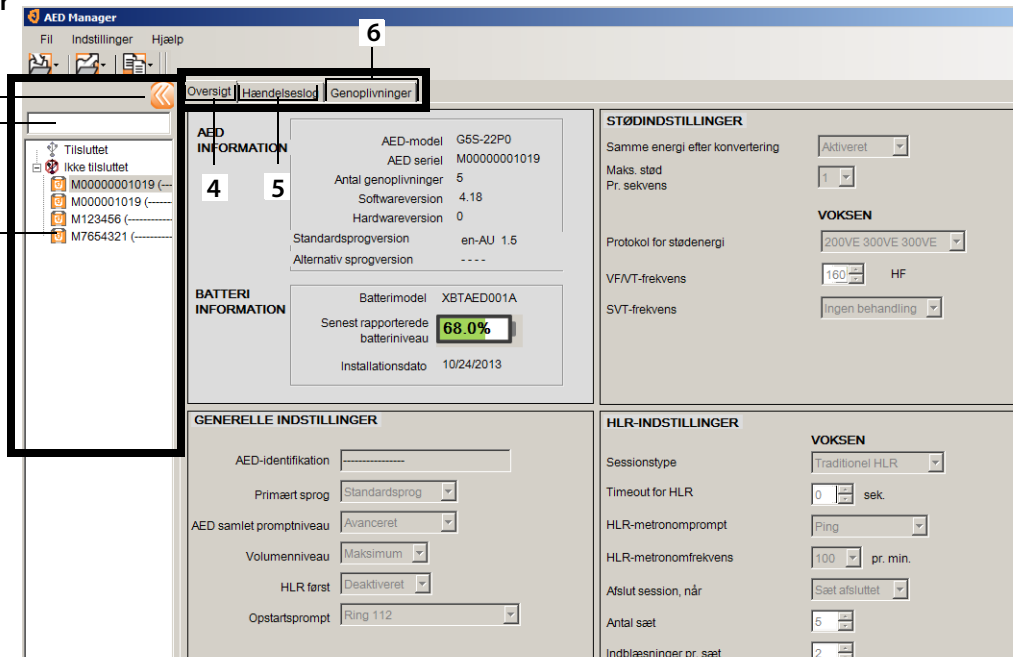 r
AED Manager
Fil Indstillinger Hjælp
6
Oversigt Hændelseslog Genoplivninger
4
5
Tilsluttet
Ikke tilsluttet
M00000001019 (---
M000001019 (------
M123456 (----------
M7654321 (----------
AED
INFORMATION
AED-model G5S-22P0
AED seriel M00000001019
Antal genoplivninger 5
Softwareversion 4.18
Hardwareversion 0
Standardsprogversion en-AU 1.5
Alternativ sprogversion ----
BATTERI
INFORMATION
Batterimodel XBTAED001A
Senest rapporterede
batteriniveau
68.0%
Installationsdato 10/24/2013
STØDINDSTILLINGER
Samme energi efter konvertering Aktiveret
Maks. stød
Pr. sekvens
1
VOKSEN
Protokol for stødenergi 200VE 300VE 300VE
VF/VT-frekvens 160 HF
SVT-frekvens Ingen behandling
GENERELLE INDSTILLINGER
AED-identifikation ----------------
Primært sprog Standardsprog
AED samlet promptniveau Avanceret
Volumenniveau Maksimum
HLR først Deaktiveret
Opstartsprompt Ring 112
HLR-INDSTILLINGER
VOKSEN
Sessionstype Traditionel HLR
Timeout for HLR 0 sek.
HLR-metronomprompt Ping
HLR-metronomfrekvens 100 pr. min.
Afslut session, når Sæt afsluttet
Antal sæt 5
Indblæsninger pr. sæt 2